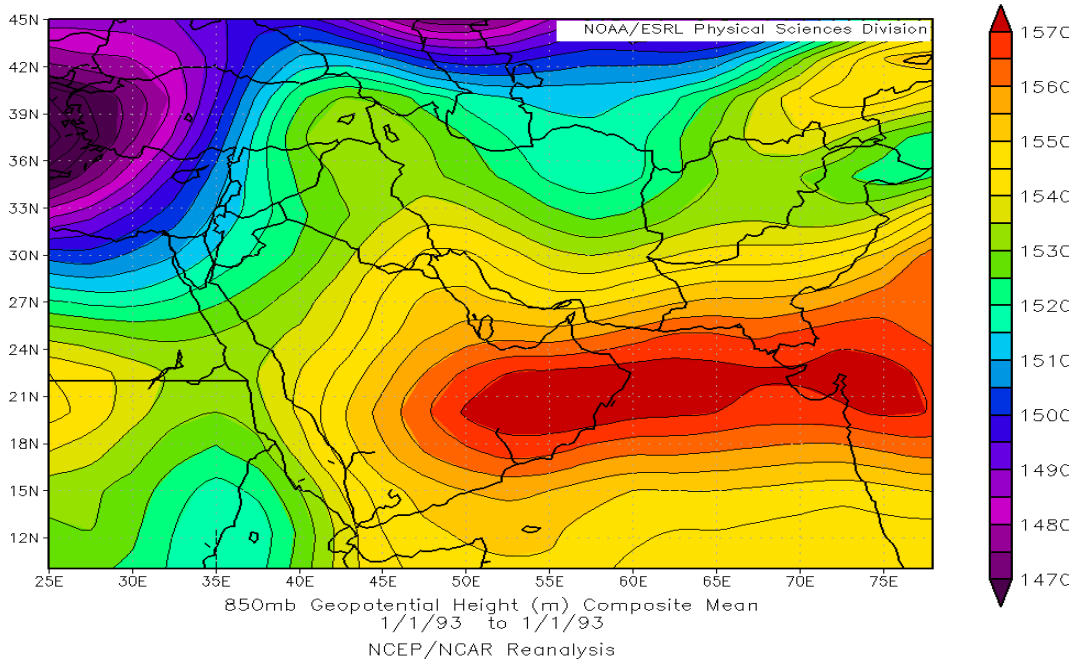 NOAA/ESRL Physical Sciences Division
45N
42N
39N
36N
33N
30N
27N
24N
21N
18N
15N
12N
25E 30E 35E 40E 45E 50E 55E 60E 65E 70E 75E
1570
1560
1550
1540
1530
1520
1510
1500
1490
1480
1470
850mb Geopotential Height (m) Composite Mean
1/1/93 to 1/1/93
NCEP/NCAR Reanalysis